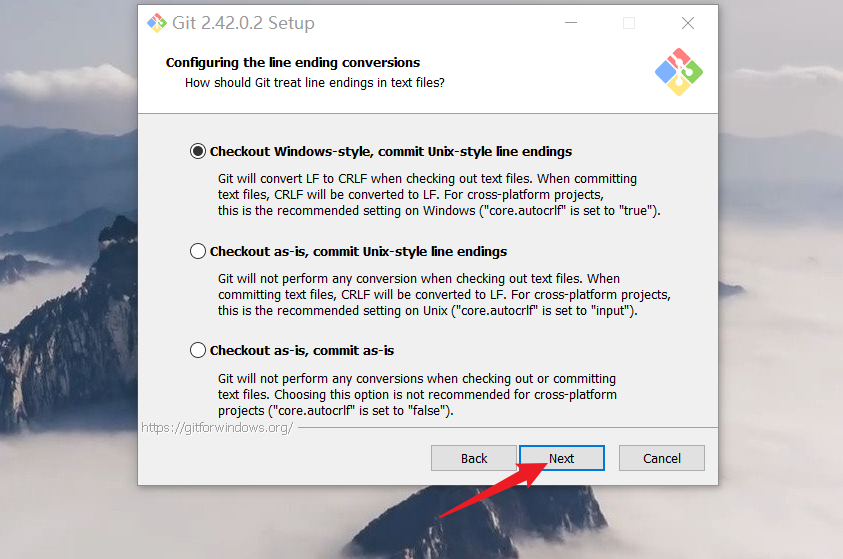 Git 2.42.0.2 Setup
Configuring the line ending conversions
How should Git treat line endings in text files?
Checkout Windows-style, commit Unix-style line endings
Git will convert LF to CRLF when checking out text files. When committing
text files, CRLF will be converted to LF. For cross-platform projects,
this is the recommended setting on Windows ("core.autocrlf" is set to "true").
Checkout as-is, commit Unix-style line endings
Git will not perform any conversion when checking out text files. When
committing text files, CRLF will be converted to LF. For cross-platform projects,
this is the recommended setting on Unix ("core.autocrlf" is set to "input").
Checkout as-is, commit as-is
Git will not perform any conversions when checking out or committing
text files. Choosing this option is not recommended for cross-platform
projects ("core.autocrlf" is set to "false").
https://gitforwindows.org/
Back Next Cancel